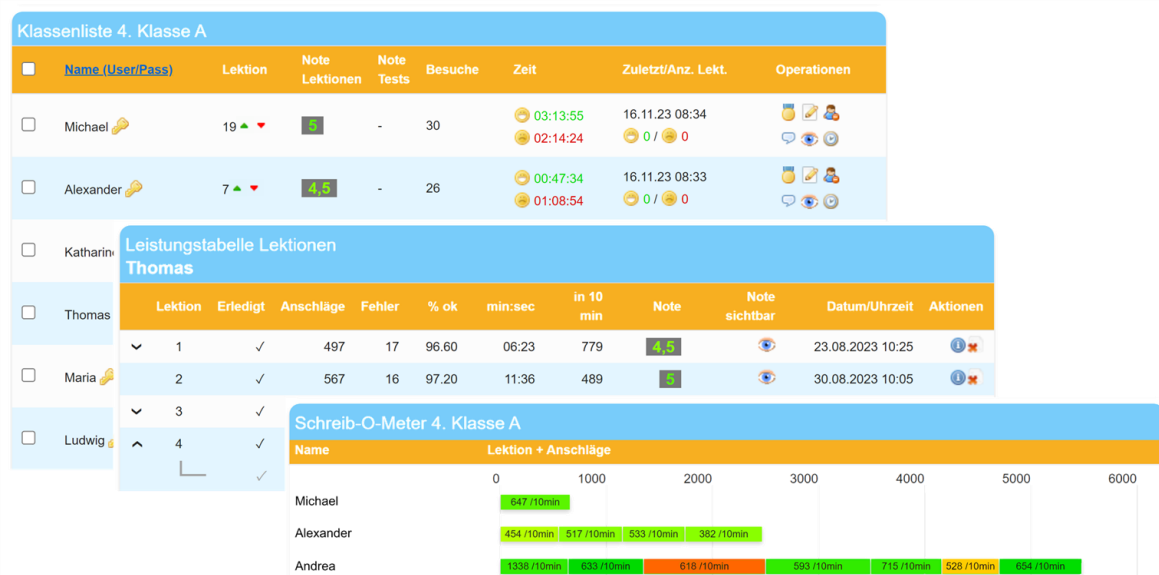 Klassenliste 4. Klasse A
Name (User/Pass) Lektion Note Lektionen Note Tests Besuche Zeit Zuletzt/Anz. Lekt. Operationen
Michael 19 5 - 30 03:13:55 16.11.23 08:34
02:14:24 0 / 0
Alexander 7 4,5 - 26 00:47:34 16.11.23 08:33
01:08:54 0 / 0
Thomas
Maria
Ludwig
Leistungstabelle Lektionen
Thomas
Lektion Erledigt Anschläge Fehler % ok min:sec in 10 min Note Note sichtbar Datum/Uhrzeit Aktionen
1 ✓ 497 17 96.60 06:23 779 4,5 23.08.2023 10:25
2 ✓ 567 16 97.20 11:36 489 5 30.08.2023 10:05
3 ✓
4 ✓
✓
Schreib-O-Meter 4. Klasse A
Name Lektion + Anschläge
0 1000 2000 3000 4000 5000 6000
Michael 647 /10min
Alexander 454 /10min 517 /10min 533 /10min 382 /10min
Andrea 1338 /10min 633 /10min 618 /10min 593 /10min 715 /10min 528 /10min 654 /10min